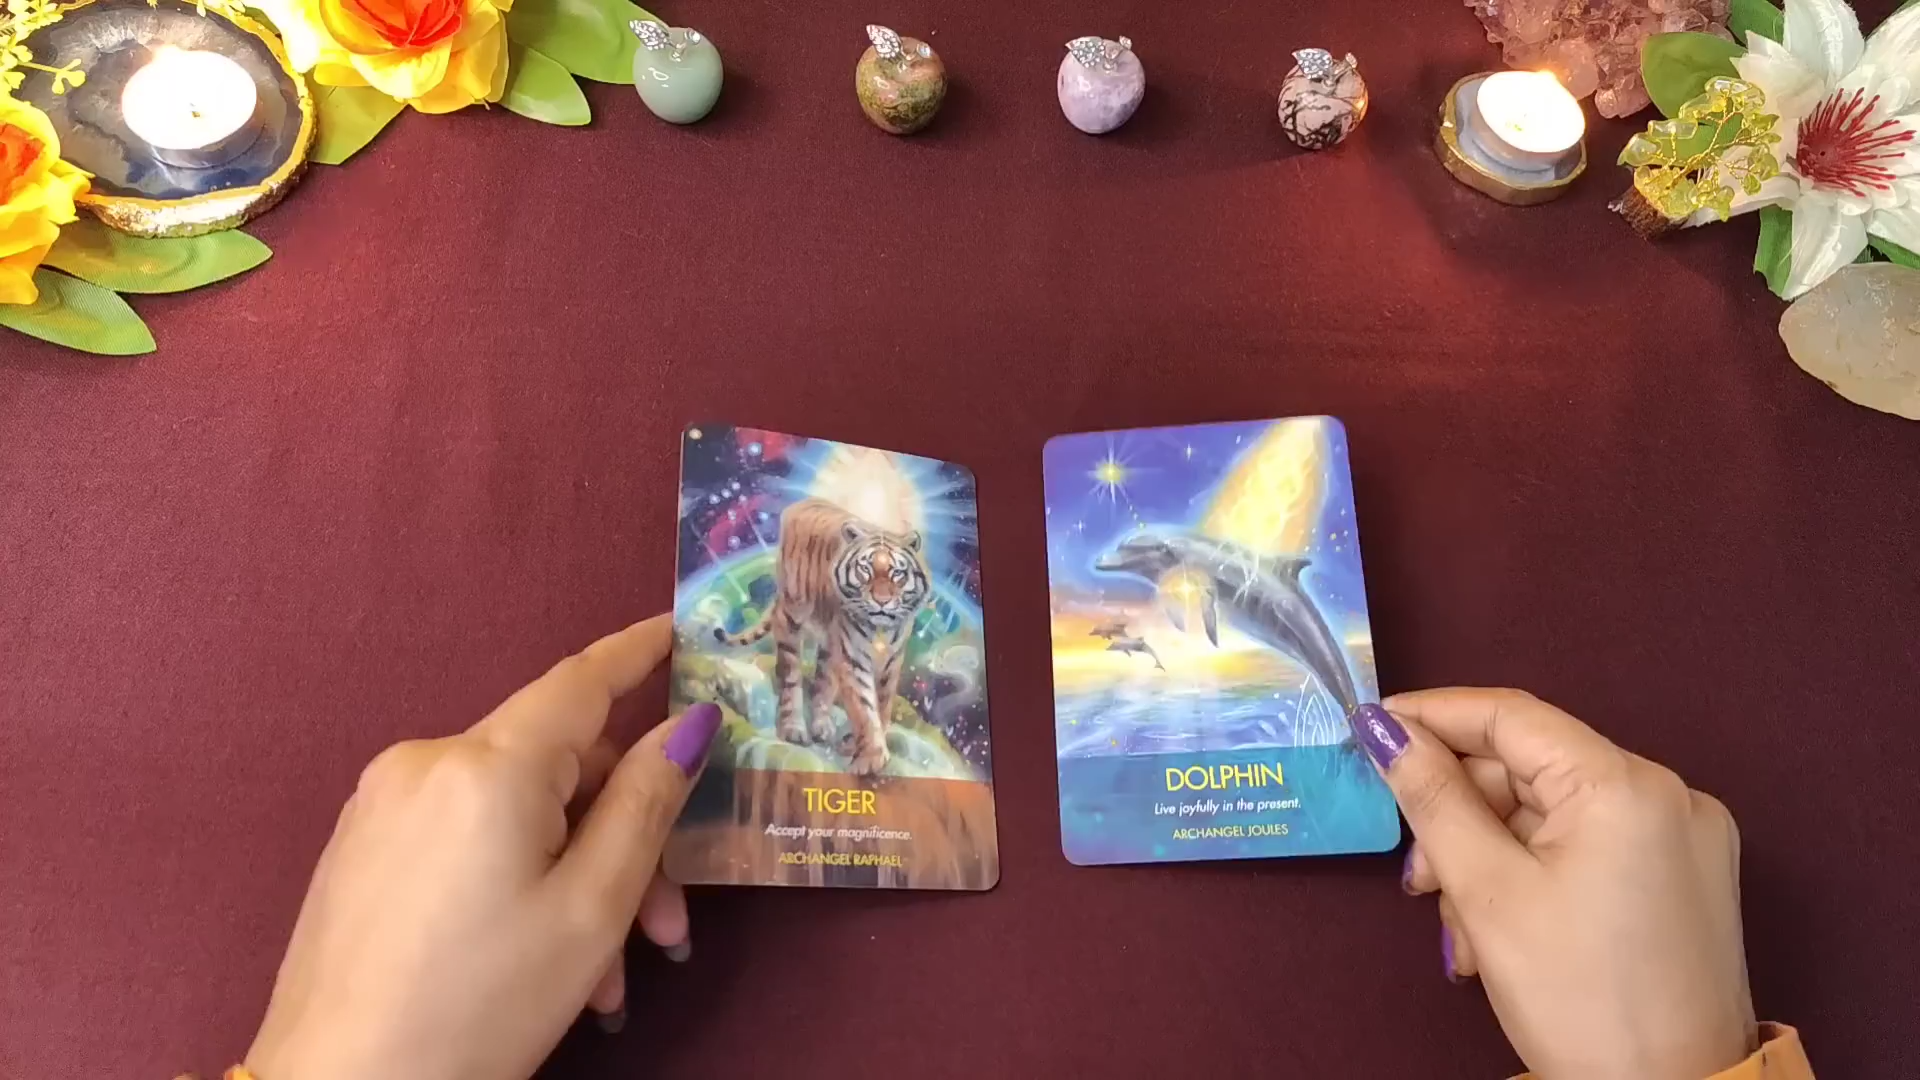 TIGER
Accept your magnificence.
ARCHANGEL RAPHAEL
DOLPHIN
Live joyfully in the present.
ARCHANGEL JOULES